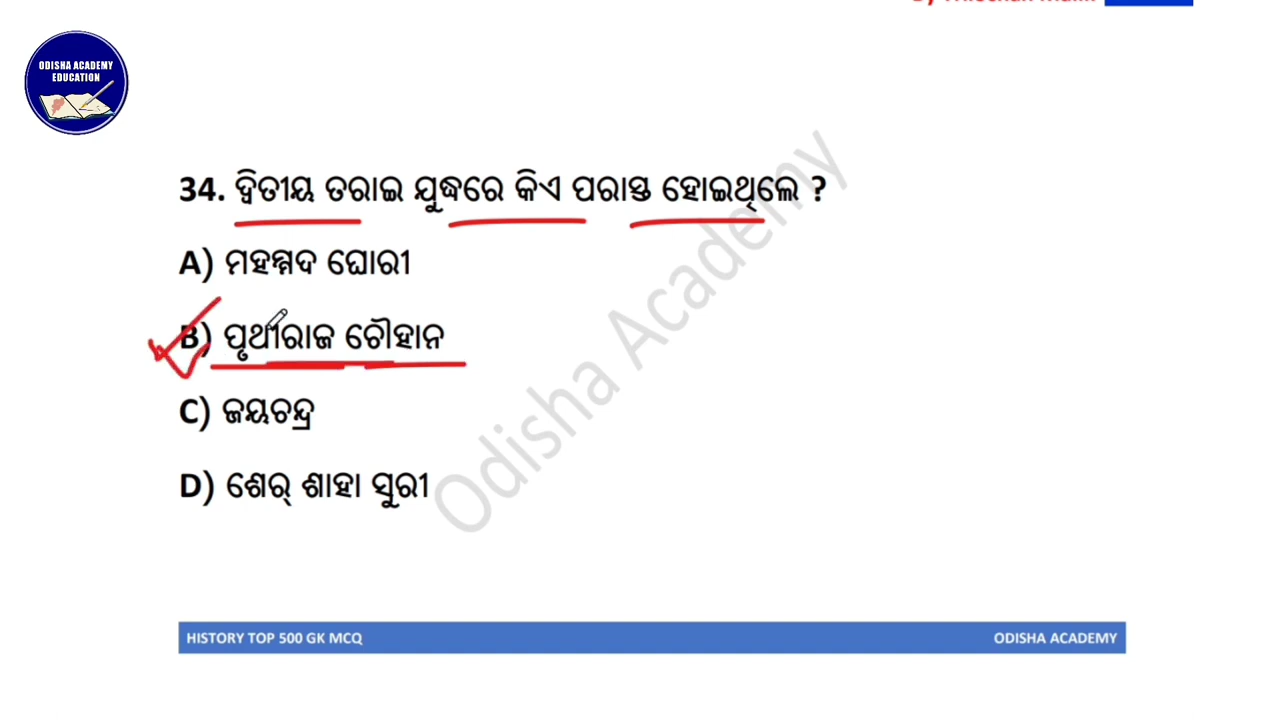 ODISHA ACADEMY
EDUCATION
34. ଦ୍ୱିତୀୟ ତରାଇ ଯୁଦ୍ଧରେ କିଏ ପରାସ୍ତ ହୋଇଥିଲେ ?
A) ମହମ୍ମଦ ଘୋରୀ
B) ପୃଥୀରାଜ ଚୌହାନ
C) ଜୟଚନ୍ଦ୍ର
D) ଶେର୍ ଶାହା ସୁରୀ
Odisha Academy
HISTORY TOP 500 GK MCQ
ODISHA ACADEMY